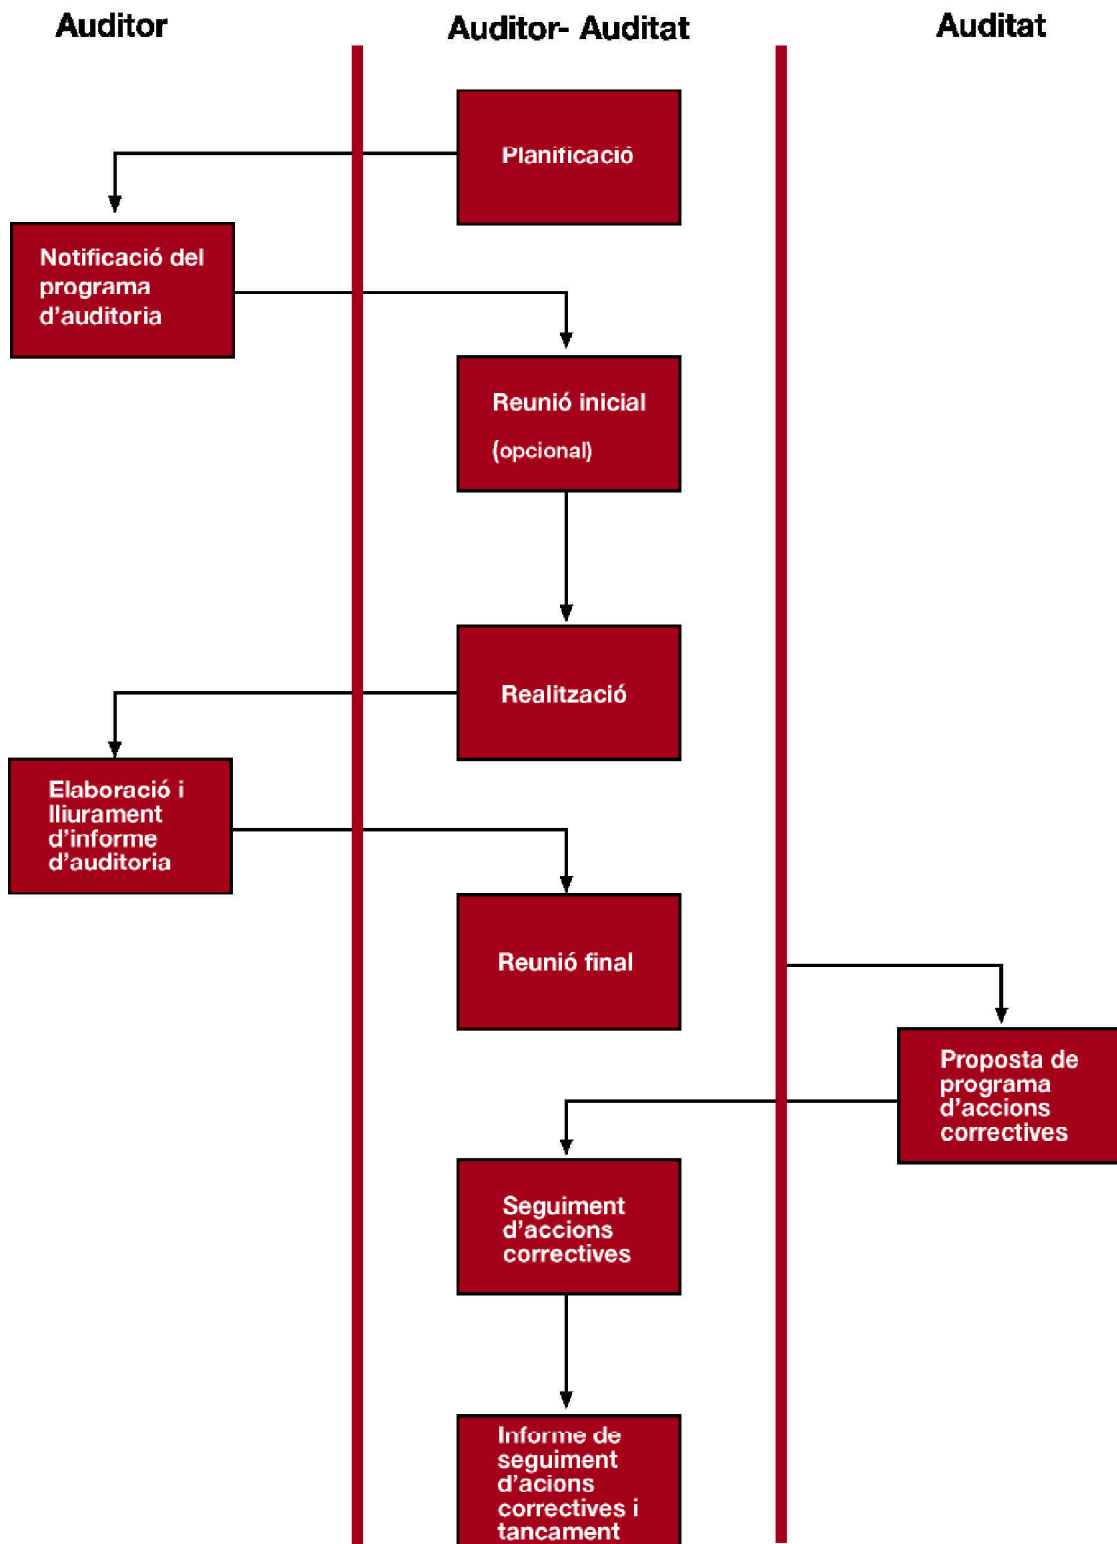 Auditor
Auditor- Auditat
Auditat
Planificació
Notificació del
programa
d'auditoria
Reunió inicial
(opcional)
Realització
Elaboració i
lliurament
d'informe
d'auditoria
Reunió final
Proposta de
programa
d'accions
correctives
Seguiment
d'accions
correctives
Informe de
seguiment
d'acions
correctives i
tancament